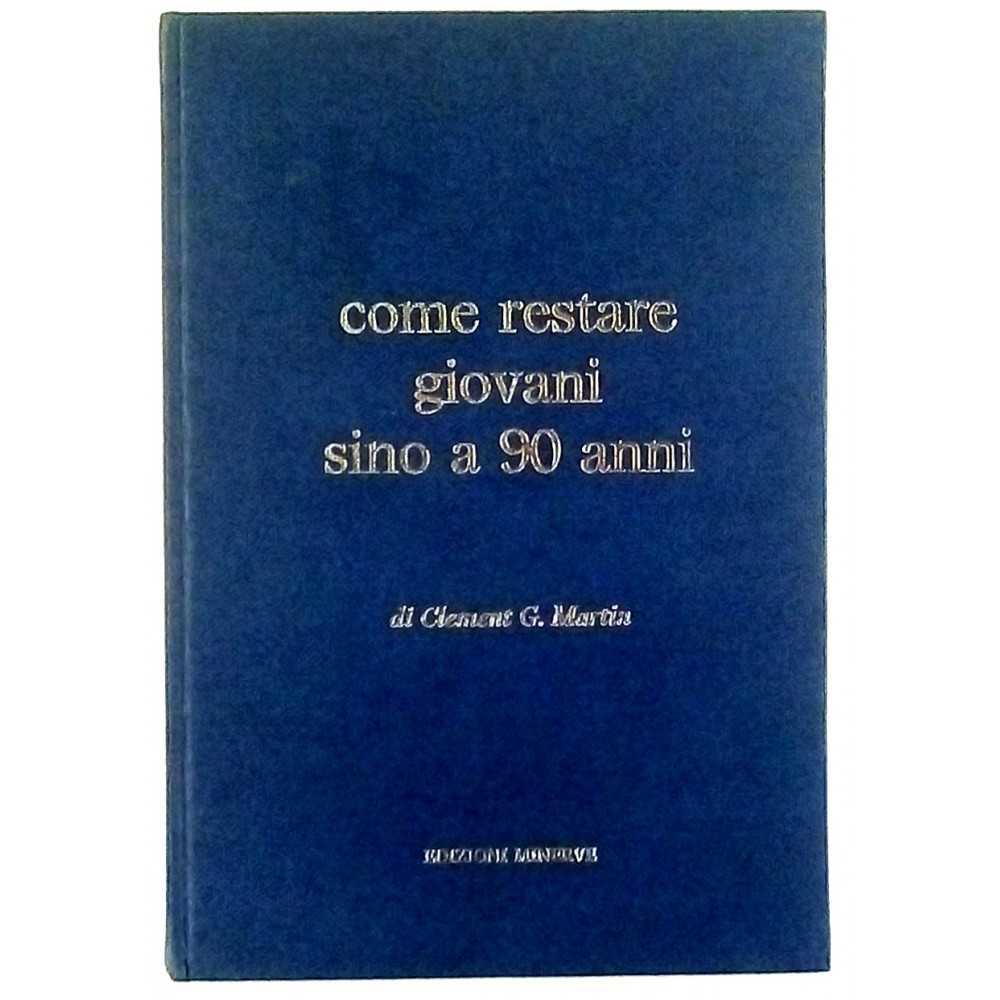 come restare
giovani
sino a 90 anni
di Clement G. Martin
EDIZIONI MINERVE